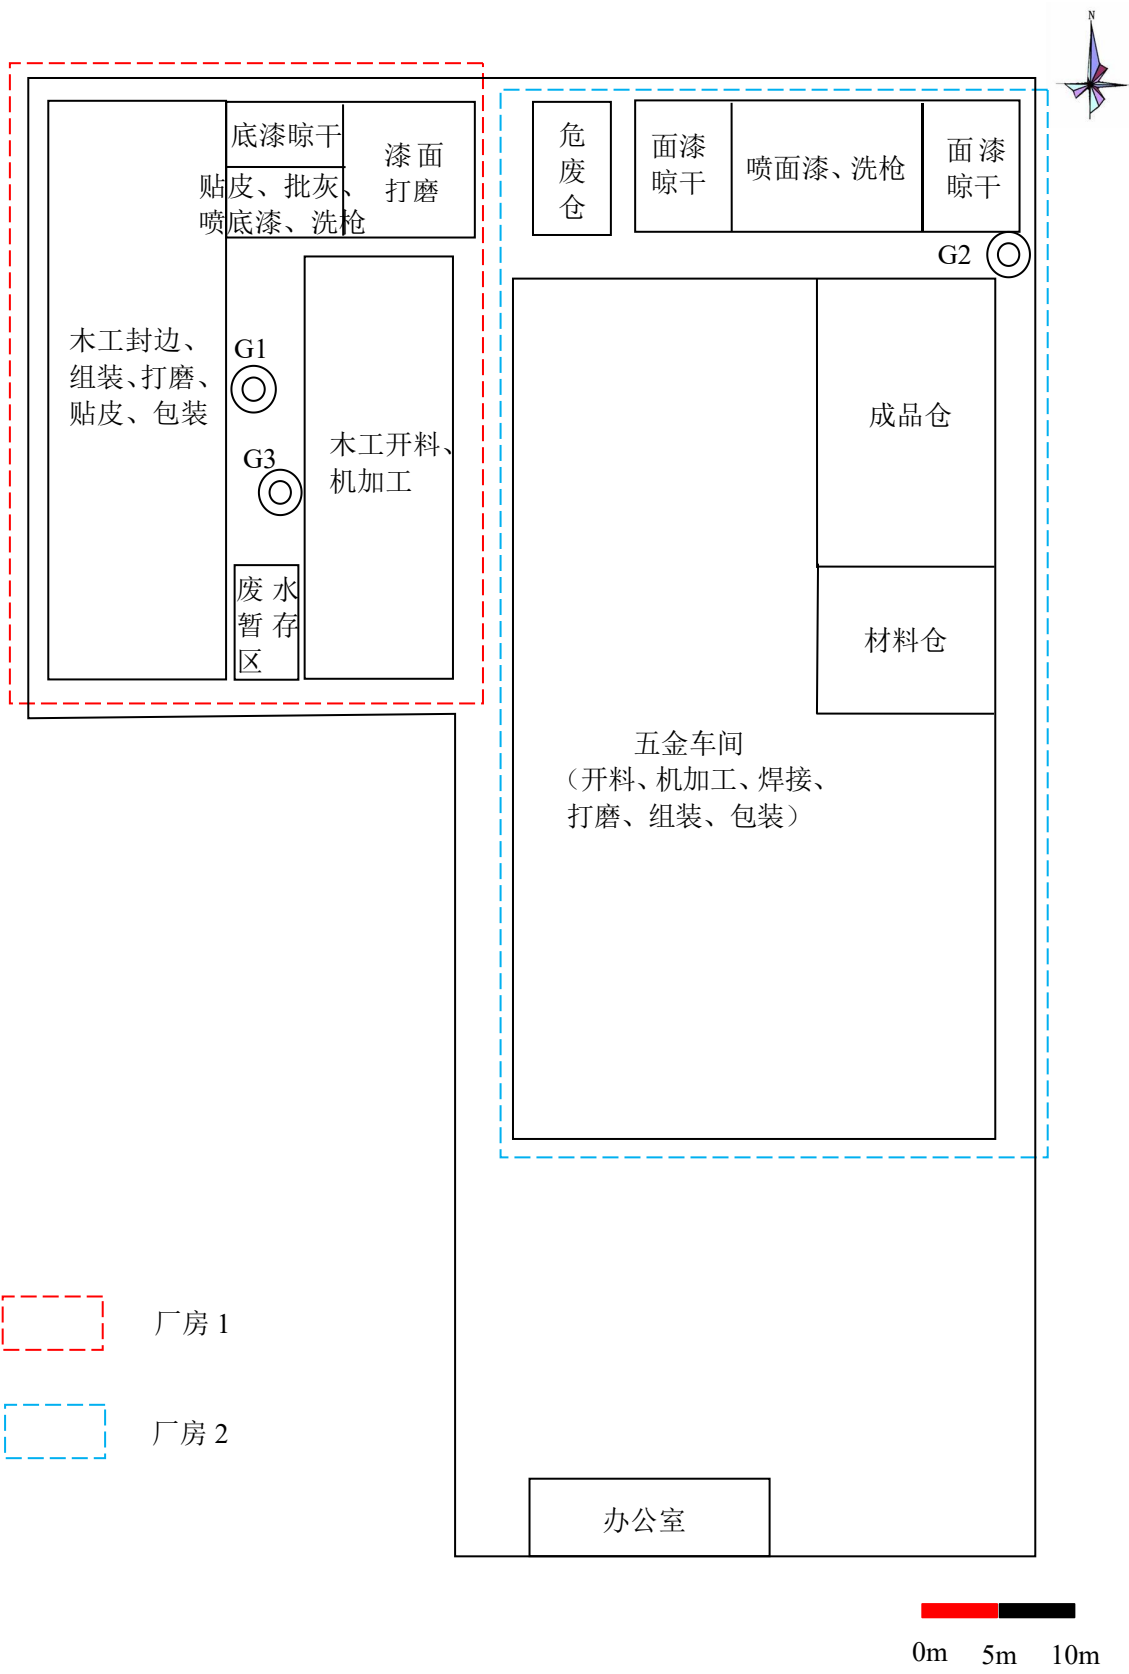 N
底漆晾干
贴皮、批灰、
喷底漆、洗枪
漆面
打磨
危
废
仓
面漆
晾干
喷面漆、洗枪
面漆
晾干
G2
木工封边、
组装、打磨、
贴皮、包装
G1
G3
木工开料、
机加工
废水
暂存
区
成品仓
材料仓
五金车间
（开料、机加工、焊接、
打磨、组装、包装）
厂房 1
厂房 2
办公室
0m 5m 10m